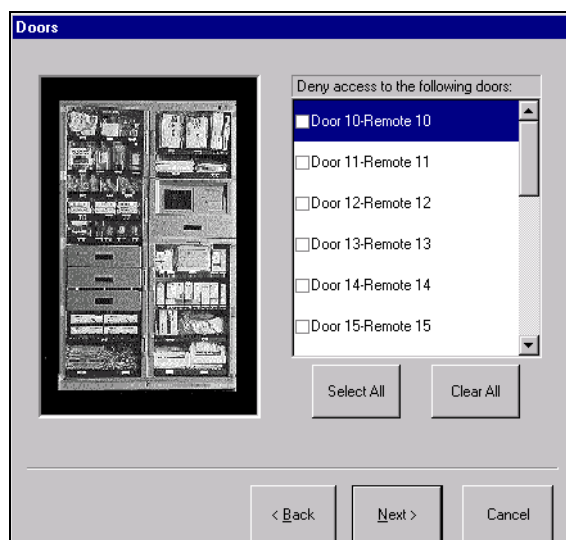 Doors
Deny access to the following doors:
Door 10-Remote 10
Door 11-Remote 11
Door 12-Remote 12
Door 13-Remote 13
Door 14-Remote 14
Door 15-Remote 15
Select All
Clear All
< Back
Next >
Cancel